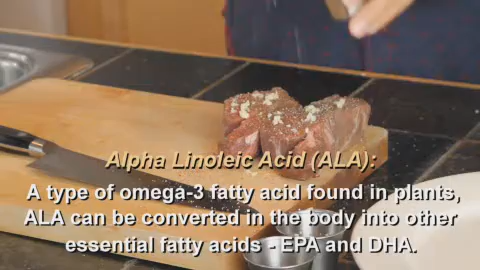 Alpha Linoleic Acid (ALA):
A type of omega-3 fatty acid found in plants,
ALA can be converted in the body into other
essential fatty acids - EPA and DHA.